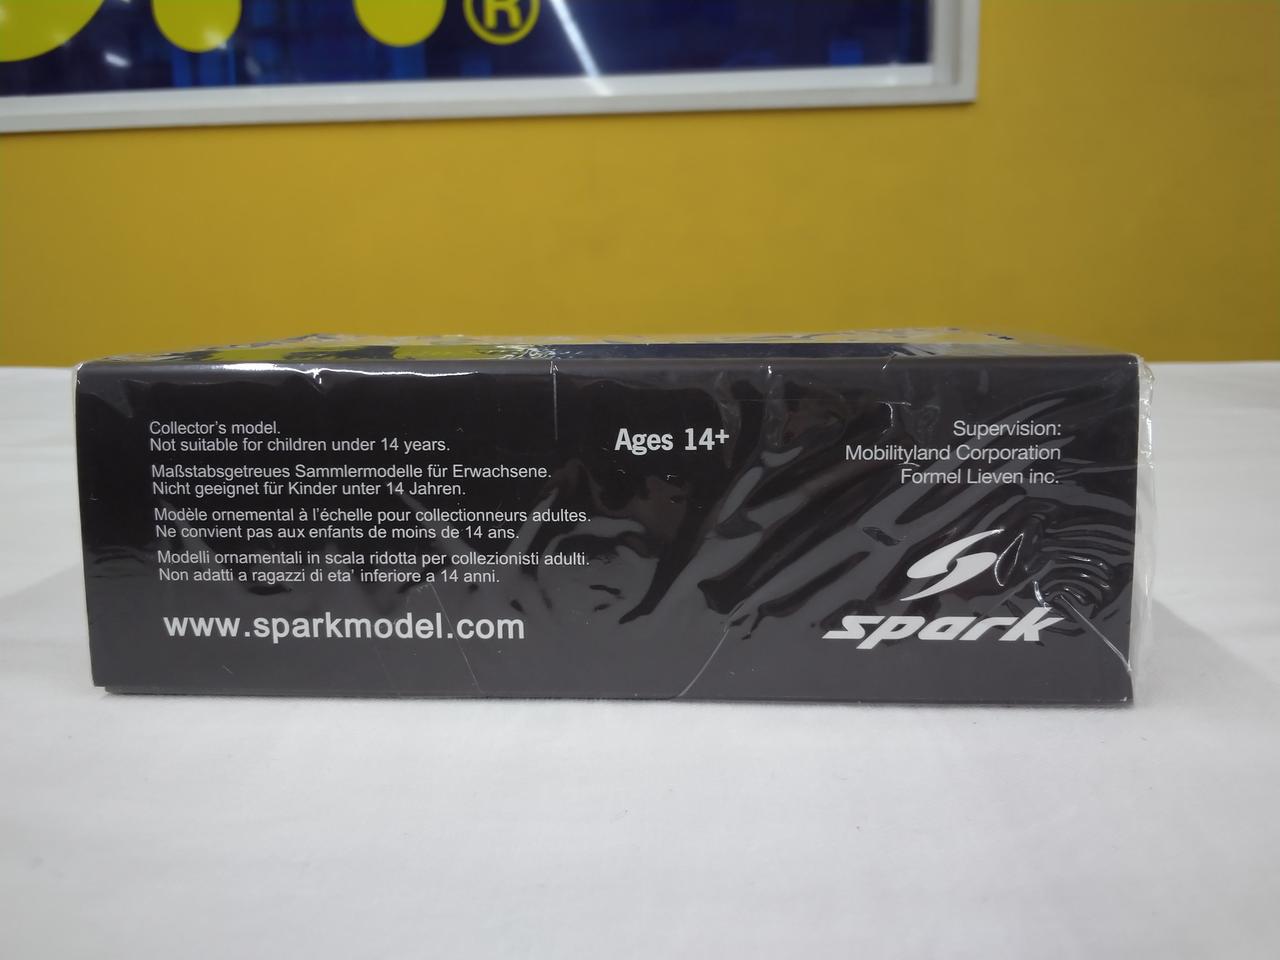 ®
Collector's model.
Not suitable for children under 14 years.
Maßstabsgetreues Sammlermodelle für Erwachsene.
Nicht geeignet für Kinder unter 14 Jahren.
Modèle ornemental à l'échelle pour collectionneurs adultes.
Ne convient pas aux enfants de moins de 14 ans.
Modelli ornamentali in scala ridotta per collezionisti adulti.
Non adatti a ragazzi di eta' inferiore a 14 anni.
www.sparkmodel.com
Ages 14+
Supervision:
Mobilityland Corporation
Formel Lieven inc.
spark